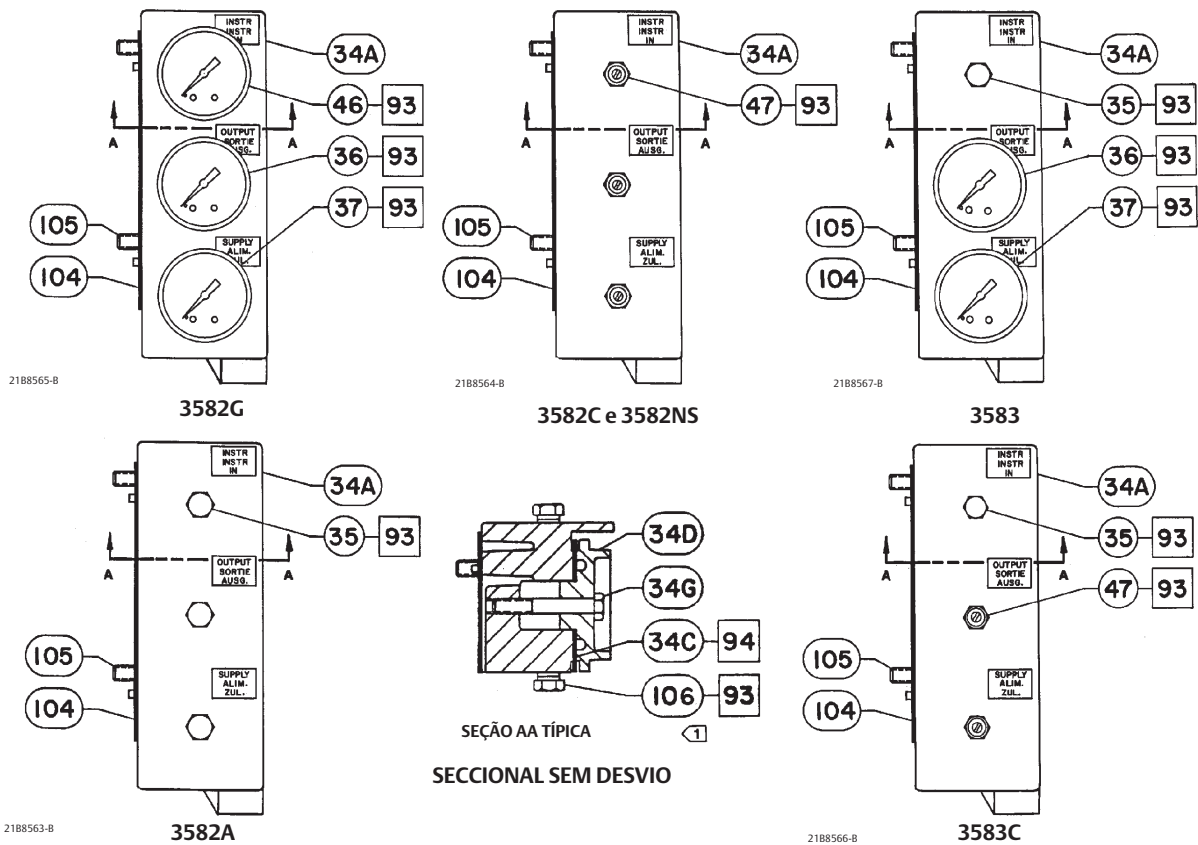 INSTR
INSTR
34A
46
93
A
A
OUTPUT
SORTIE
36
93
37
93
105
SUPPLY
ALIM.
104
21B8565-B
3582G
INSTR
INSTR
IN
34A
47
93
A
A
OUTPUT
SORTIE
AUSG.
105
SUPPLY
ALIM.
ZUL.
104
21B8564-B
3582C e 3582NS
INSTR
INSTR
IN
34A
35
93
A
A
OUTPUT
SORTIE
36
93
37
93
105
SUPPLY
ALIM.
104
21B8567-B
3583
INSTR
INSTR
IN
34A
35
93
A
A
OUTPUT
SORTIE
AUSG.
105
SUPPLY
ALIM.
ZUL.
104
21B8563-B
3582A
34D
34G
34C
94
106
93
SEÇÃO AA TÍPICA
1
SECCIONAL SEM DESVIO
INSTR
INSTR
IN
34A
35
93
A
A
OUTPUT
SORTIE
AUSG.
47
93
105
SUPPLY
ALIM.
ZUL.
104
21B8566-B
3583C